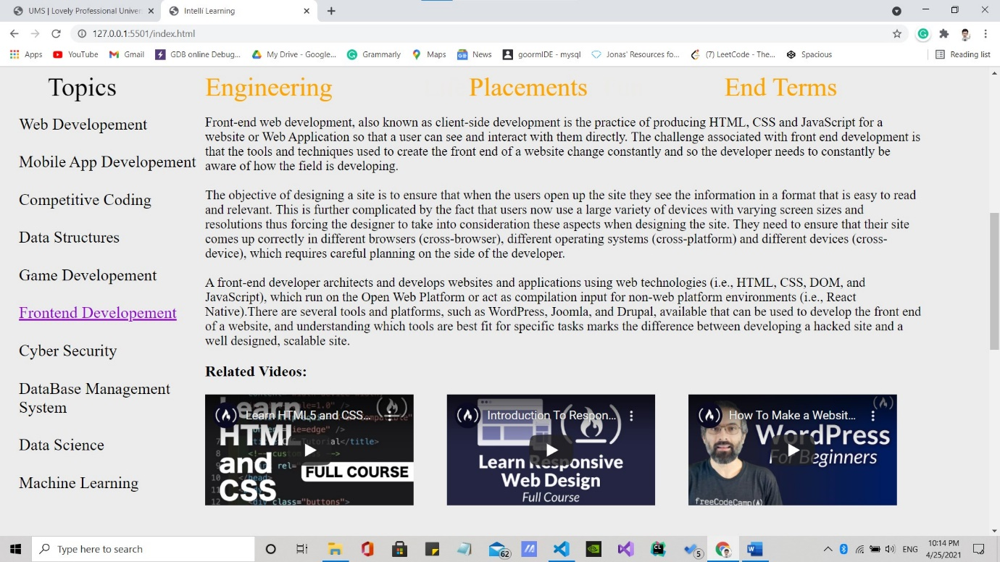 UMS | Lovely Professional Univer
Intellí Learning
127.0.0.1:5501/index.html
Apps
YouTube
Gmail
GDB online Debug...
My Drive - Google...
Grammarly
Maps
News
goormIDE - mysql
Jonas' Resources fo...
(7) LeetCode - The...
Spacious
Reading list
Topics
Web Developement
Mobile App Developement
Competitive Coding
Data Structures
Game Developement
Frontend Developement
Cyber Security
DataBase Management
System
Data Science
Machine Learning
Engineering
Placements
End Terms
Front-end web development, also known as client-side development is the practice of producing HTML, CSS and JavaScript for a
website or Web Application so that a user can see and interact with them directly. The challenge associated with front end development is
that the tools and techniques used to create the front end of a website change constantly and so the developer needs to constantly be
aware of how the field is developing.
The objective of designing a site is to ensure that when the users open up the site they see the information in a format that is easy to read
and relevant. This is further complicated by the fact that users now use a large variety of devices with varying screen sizes and
resolutions thus forcing the designer to take into consideration these aspects when designing the site. They need to ensure that their site
comes up correctly in different browsers (cross-browser), different operating systems (cross-platform) and different devices (cross-
device), which requires careful planning on the side of the developer.
A front-end developer architects and develops websites and applications using web technologies (i.e., HTML, CSS, DOM, and
JavaScript), which run on the Open Web Platform or act as compilation input for non-web platform environments (i.e., React
Native).There are several tools and platforms, such as WordPress, Joomla, and Drupal, available that can be used to develop the front end
of a website, and understanding which tools are best fit for specific tasks marks the difference between developing a hacked site and a
well designed, scalable site.
Related Videos:
Learn HTML5 and CSS...
Learn
HTML
and
CSS
FULL COURSE
Introduction To Respon...
Learn Responsive
Web Design
Full Course
How To Make a Websit...
WordPress
For Beginners
freeCodeCamp
Type here to search
62
5
ENG
10:14 PM
4/25/2021